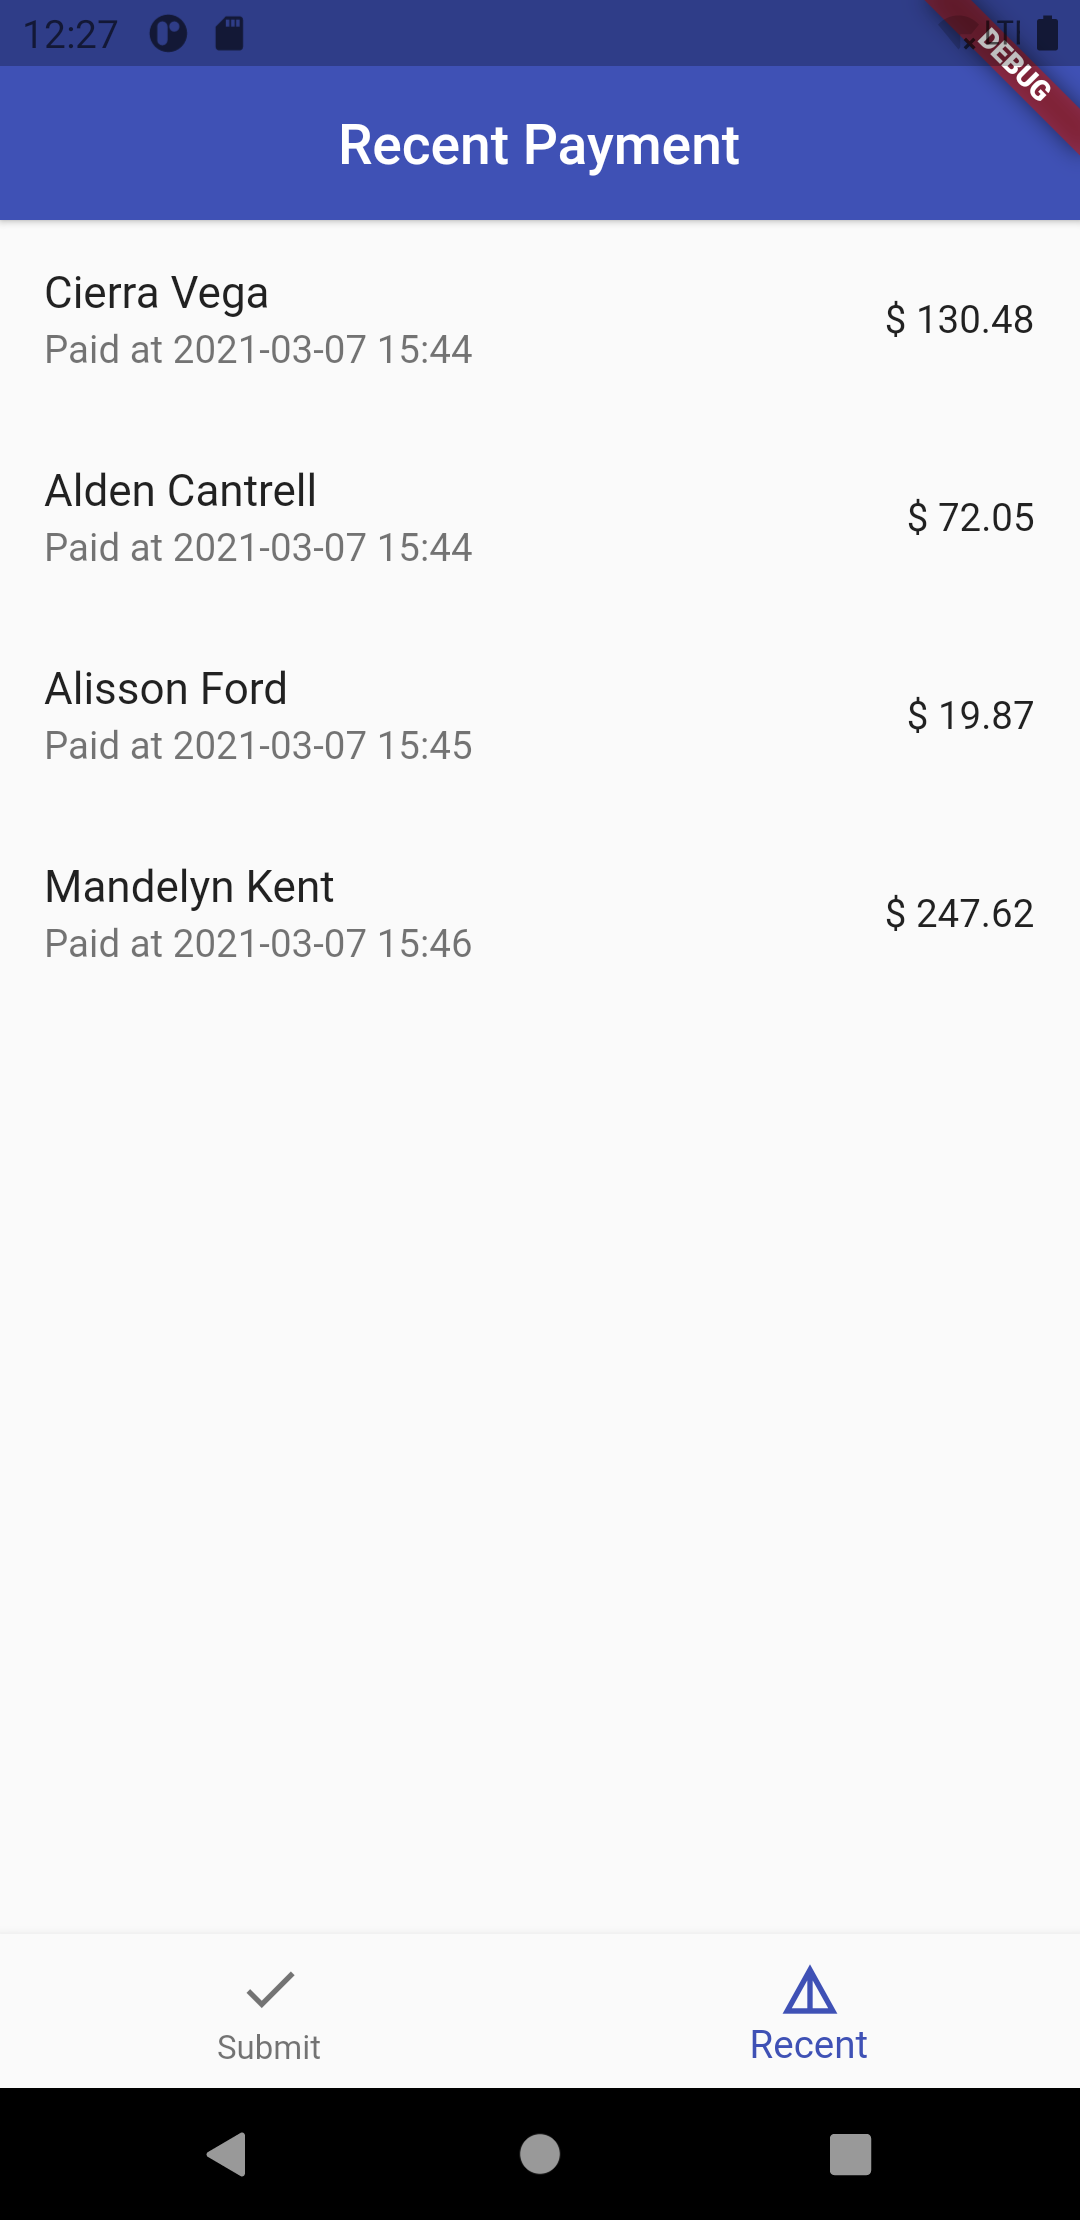 12:27
DEBUG
Recent Payment
Cierra Vega
Paid at 2021-03-07 15:44
$ 130.48
Alden Cantrell
Paid at 2021-03-07 15:44
$ 72.05
Alisson Ford
Paid at 2021-03-07 15:45
$ 19.87
Mandelyn Kent
Paid at 2021-03-07 15:46
$ 247.62
Submit
Recent